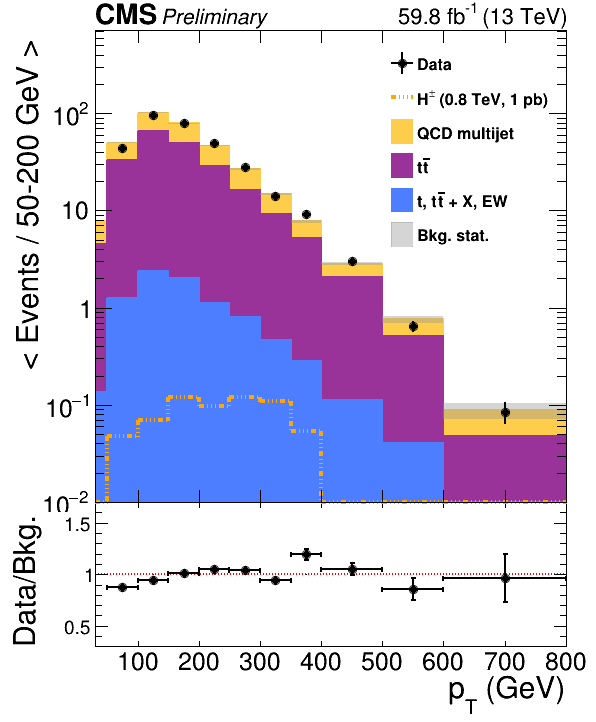 CMS Preliminary 59.8 fb⁻¹ (13 TeV)
< Events / 50-200 GeV >
10²
10
1
10⁻¹
10⁻²
Data
H± (0.8 TeV, 1 pb)
QCD multijet
tt̄
t, tt̄ + X, EW
Bkg. stat.
Data/Bkg.
1.5
1
0.5
100 200 300 400 500 600 700 800
p_T (GeV)